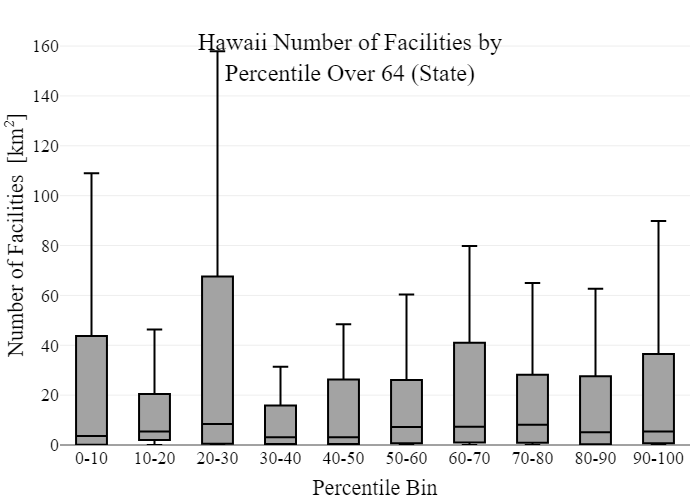 Hawaii Number of Facilities by
Percentile Over 64 (State)
Number of Facilities [km²]
160
140
120
100
80
60
40
20
0
0-10 10-20 20-30 30-40 40-50 50-60 60-70 70-80 80-90 90-100
Percentile Bin